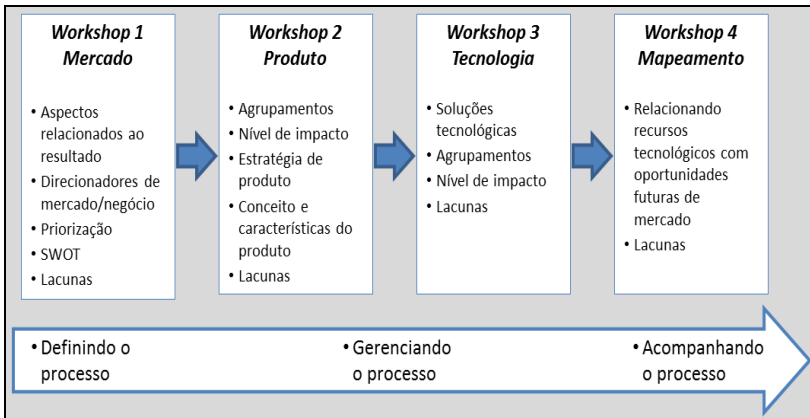 Workshop 1
Mercado
• Aspectos
relacionados ao
resultado
• Direcionadores de
mercado/negócio
• Priorização
• SWOT
• Lacunas
Workshop 2
Produto
• Agrupamentos
• Nível de impacto
• Estratégia de
produto
• Conceito e
características do
produto
• Lacunas
Workshop 3
Tecnologia
• Soluções
tecnológicas
• Agrupamentos
• Nível de impacto
• Lacunas
Workshop 4
Mapeamento
• Relacionando
recursos
tecnológicos com
oportunidades
futuras de
mercado
• Lacunas
• Definindo o
processo
• Gerenciando
o processo
• Acompanhando
o processo